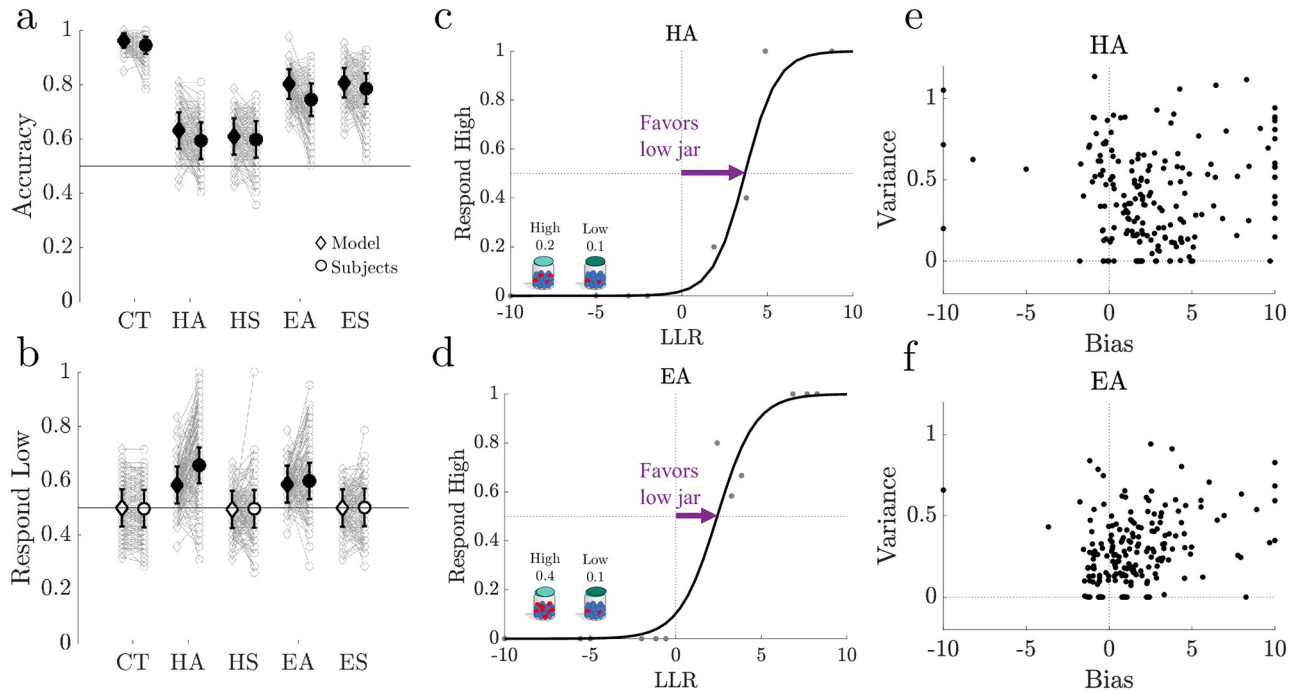 a
1
0.8
0.6
0.4
0.2
0
Accuracy
Model
Subjects
CT HA HS EA ES
b
1
0.8
0.6
0.4
0.2
0
Respond Low
CT HA HS EA ES
c
HA
1
0.8
0.6
0.4
0.2
0
Respond High
Favors
low jar
High Low
0.2 0.1
-10 -5 0 5 10
LLR
d
EA
1
0.8
0.6
0.4
0.2
0
Respond High
Favors
low jar
High Low
0.4 0.1
-10 -5 0 5 10
LLR
e
HA
1
0.5
0
Variance
-10 -5 0 5 10
Bias
f
EA
1
0.5
0
Variance
-10 -5 0 5 10
Bias